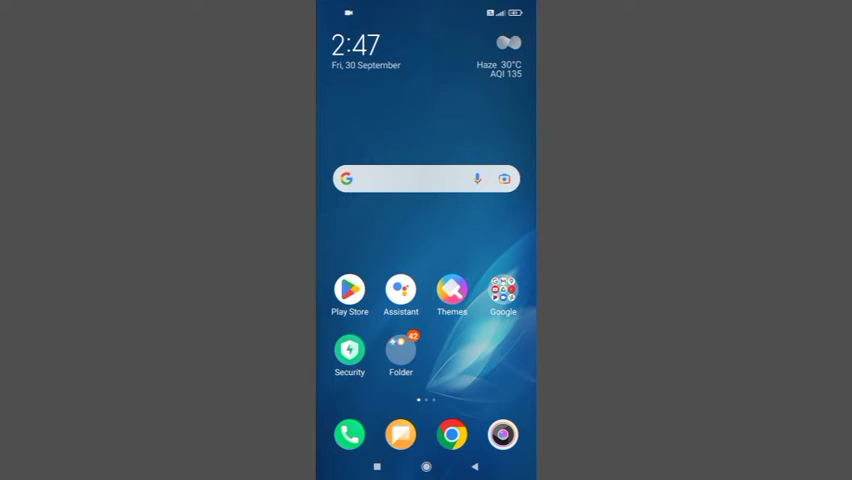 2:47
Fri, 30 September
Haze 30°C
AQI 135
Play Store
Assistant
Themes
Google
Security
42
Folder